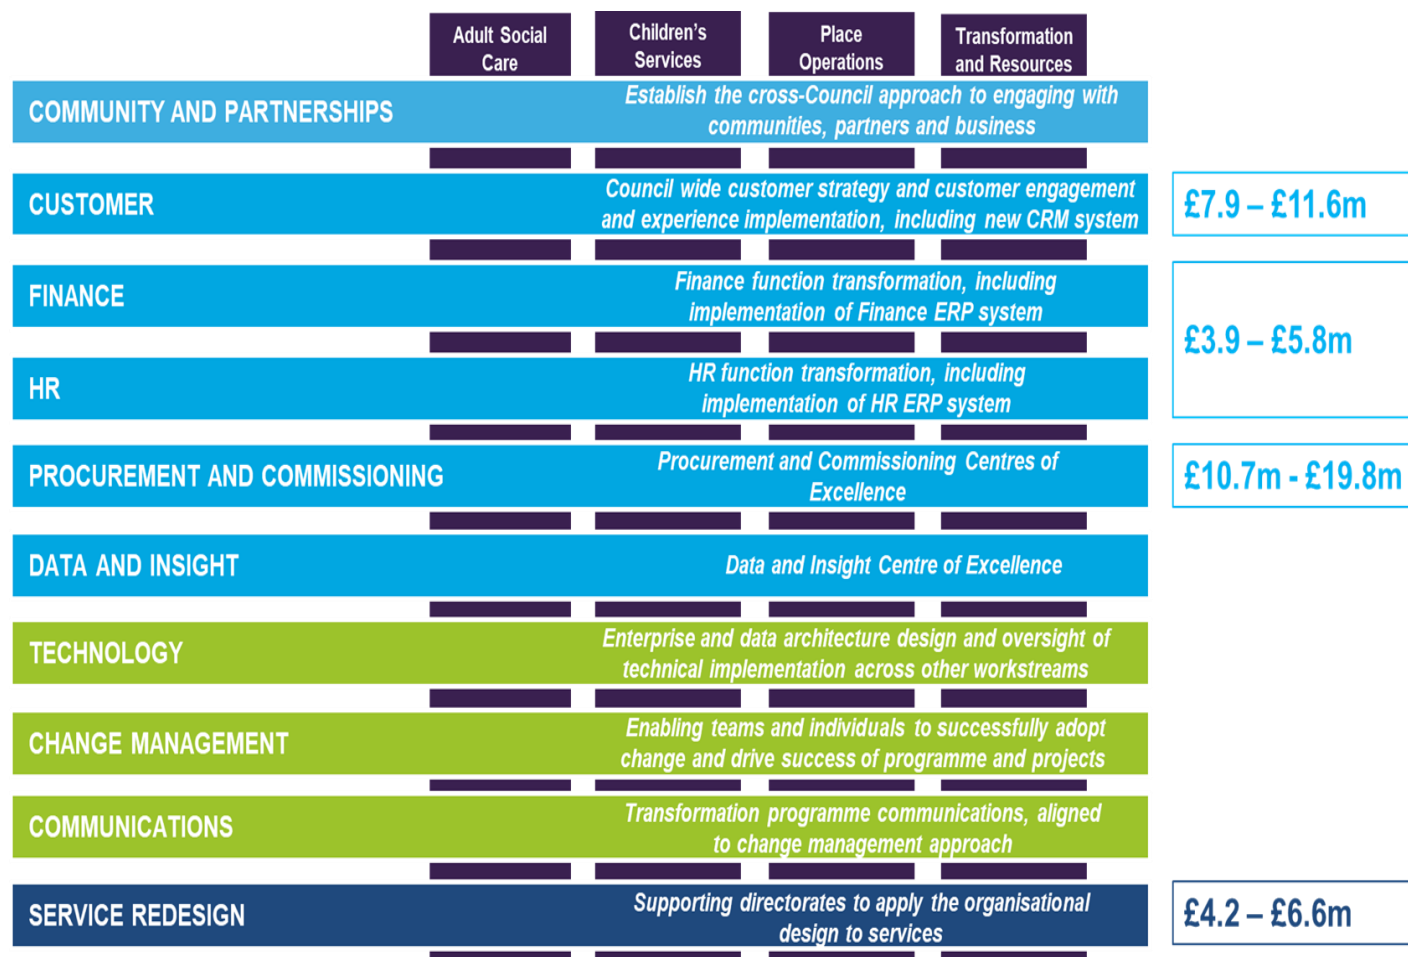 Adult Social
Care
Children's
Services
Place
Operations
Transformation
and Resources
COMMUNITY AND PARTNERSHIPS
Establish the cross-Council approach to engaging with
communities, partners and business
CUSTOMER
Council wide customer strategy and customer engagement
and experience implementation, including new CRM system
£7.9 – £11.6m
FINANCE
Finance function transformation, including
implementation of Finance ERP system
£3.9 – £5.8m
HR
HR function transformation, including
implementation of HR ERP system
PROCUREMENT AND COMMISSIONING
Procurement and Commissioning Centres of
Excellence
£10.7m - £19.8m
DATA AND INSIGHT
Data and Insight Centre of Excellence
TECHNOLOGY
Enterprise and data architecture design and oversight of
technical implementation across other workstreams
CHANGE MANAGEMENT
Enabling teams and individuals to successfully adopt
change and drive success of programme and projects
COMMUNICATIONS
Transformation programme communications, aligned
to change management approach
SERVICE REDESIGN
Supporting directorates to apply the organisational
design to services
£4.2 – £6.6m